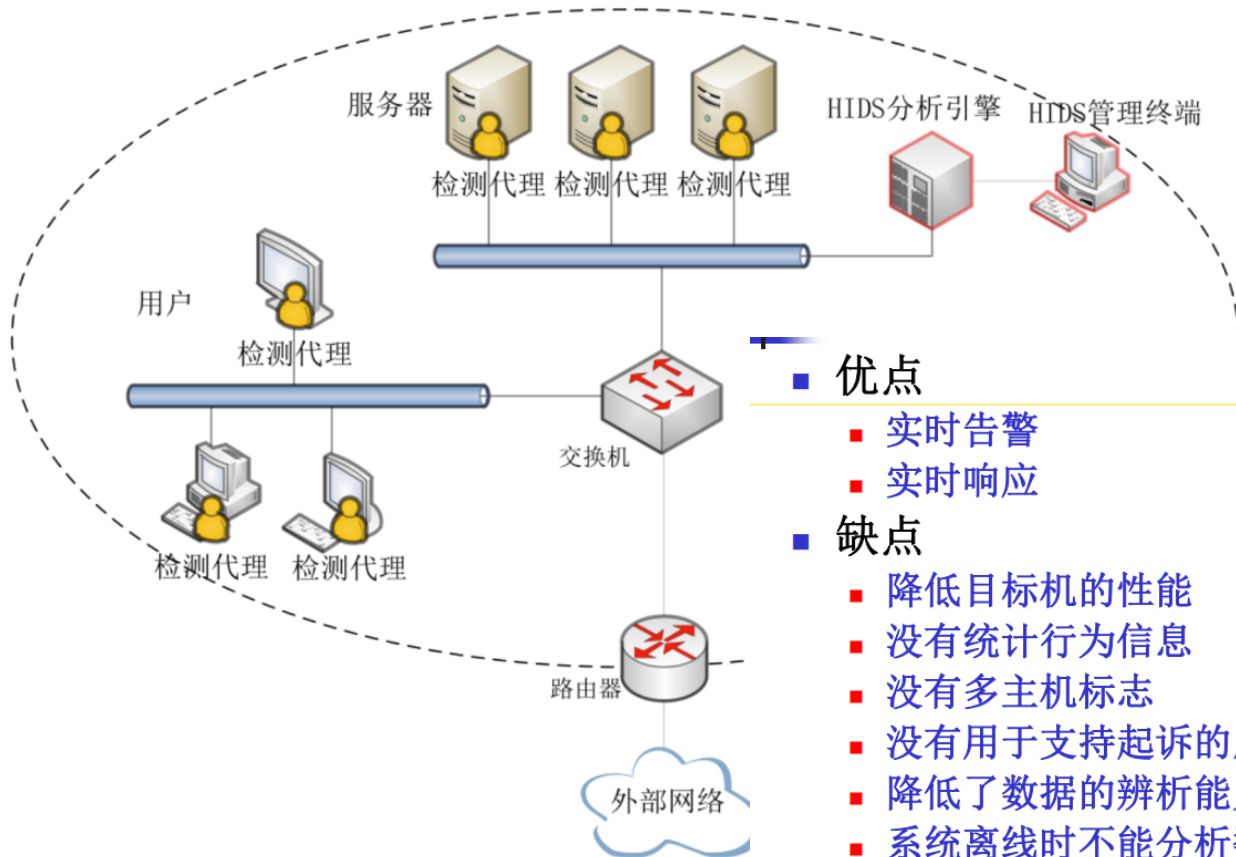 服务器
HIDS分析引擎
HIDS管理终端
检测代理 检测代理 检测代理
用户
检测代理
交换机
检测代理 检测代理
路由器
外部网络
优点
实时告警
实时响应
缺点
降低目标机的性能
没有统计行为信息
没有多主机标志
没有用于支持起诉的
降低了数据的辨析能
系统离线时不能分析